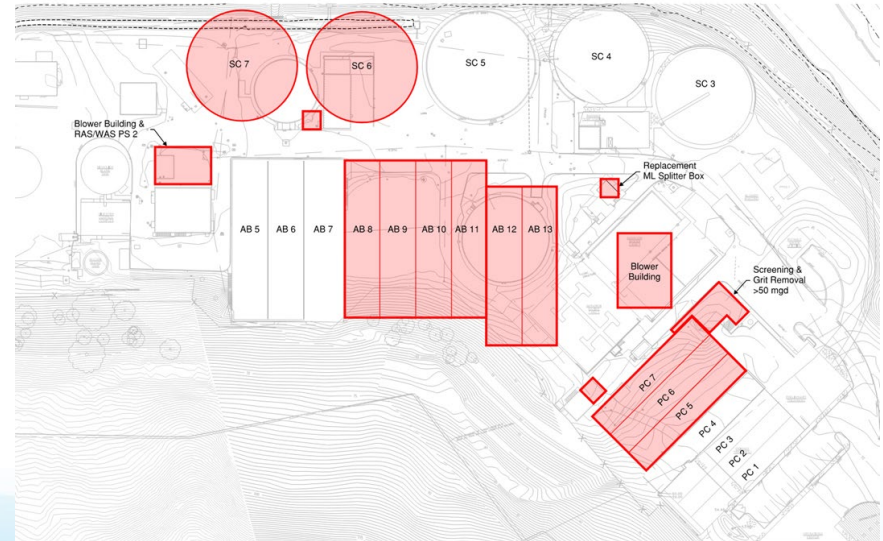 SC 7
SC 6
SC 5
SC 4
SC 3
Blower Building &
RAS/WAS PS 2
Replacement
ML Splitter Box
AB 5
AB 6
AB 7
AB 8
AB 9
AB 10
AB 11
AB 12
AB 13
Blower
Building
Screening &
Grit Removal
>50 mgd
PC 7
PC 6
PC 5
PC 4
PC 3
PC 2
PC 1